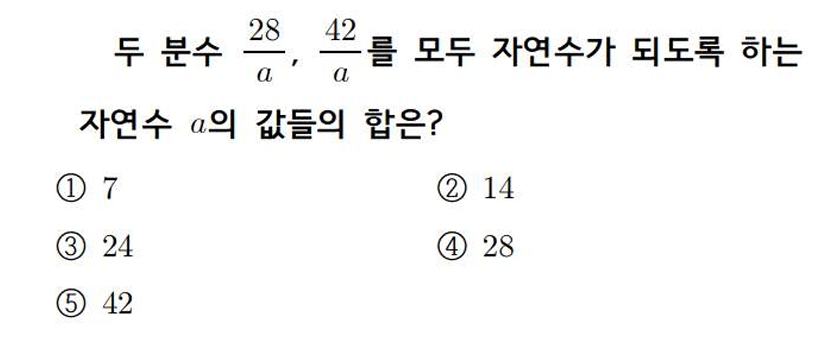 두 분수 $\frac{28}{a}$, $\frac{42}{a}$를 모두 자연수가 되도록 하는
자연수 $a$의 값들의 합은?
① 7 ② 14
③ 24 ④ 28
⑤ 42